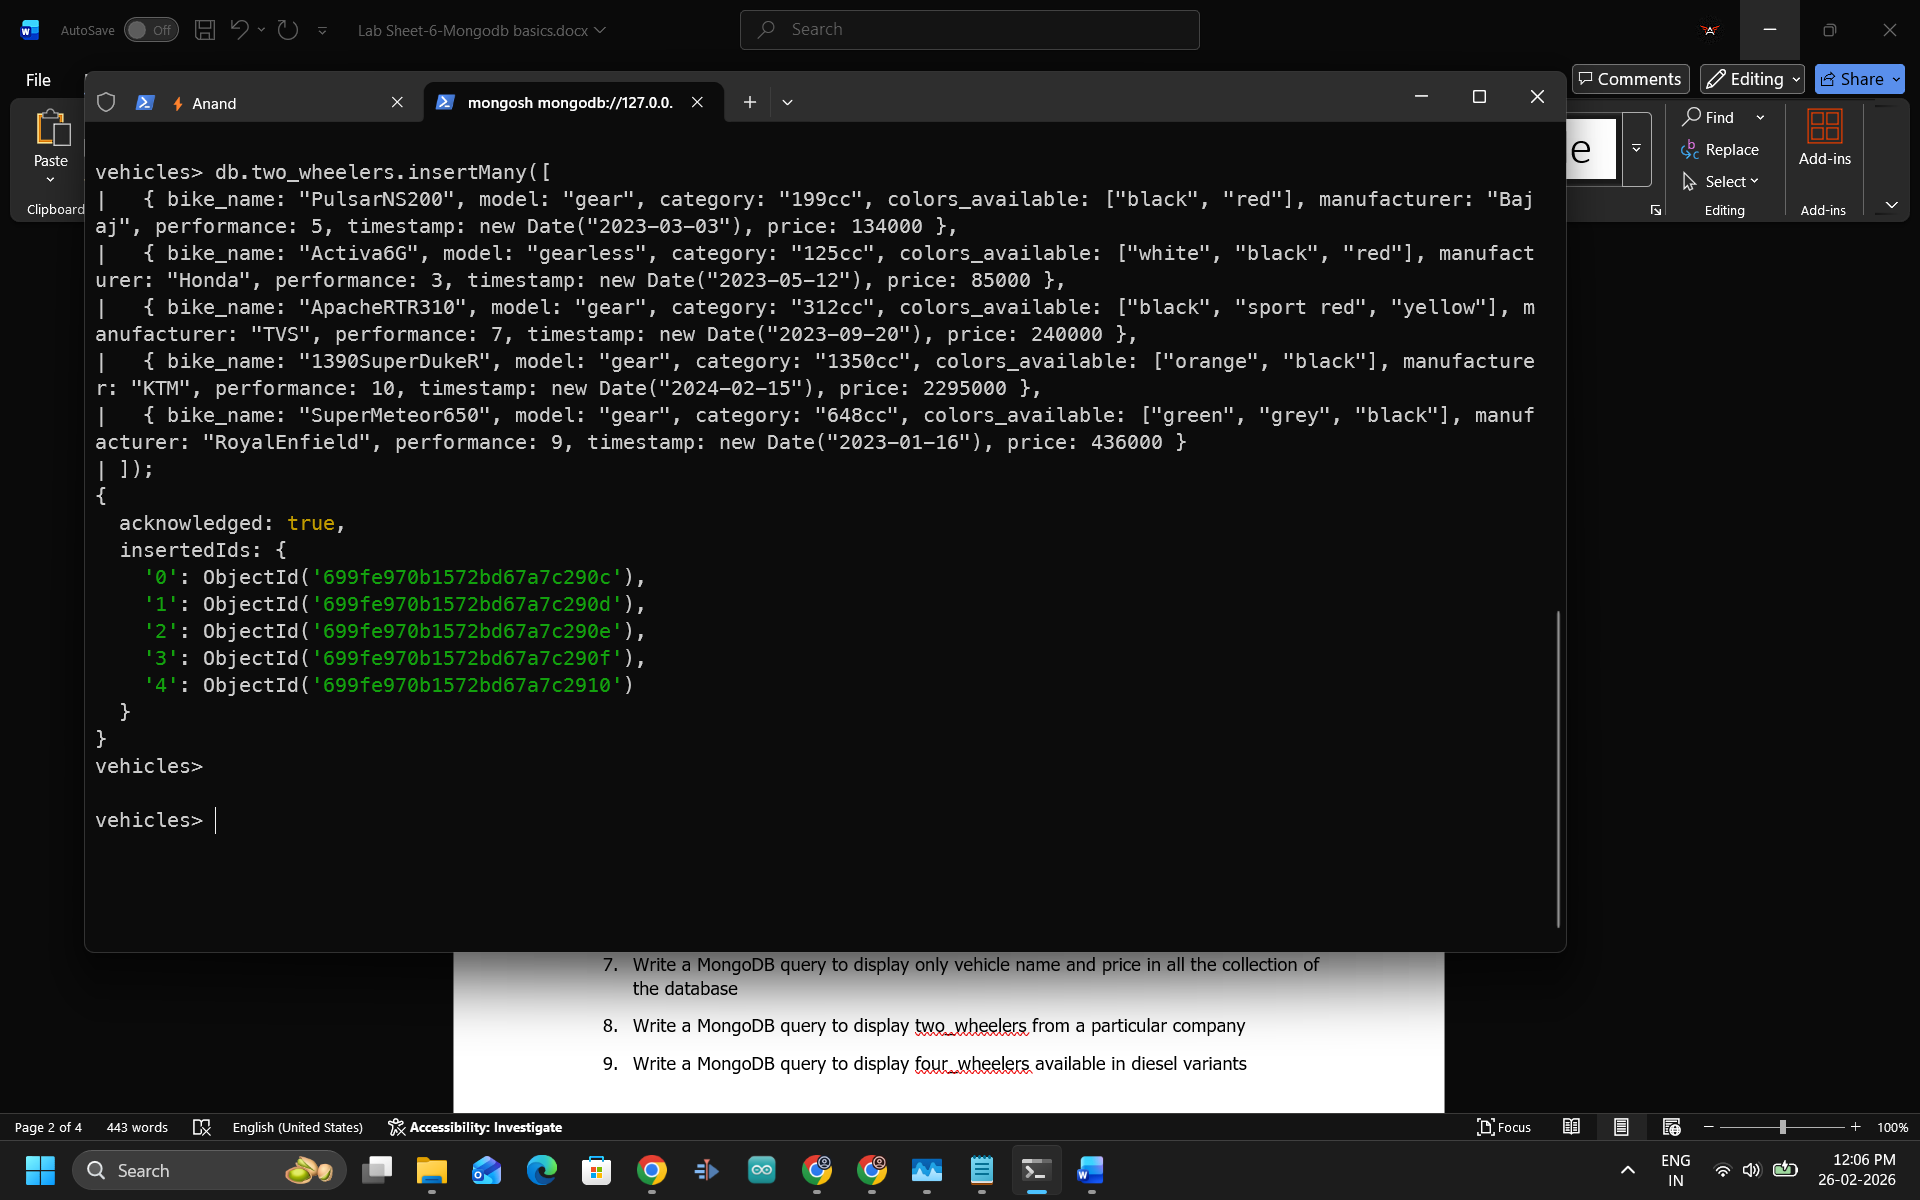 AutoSave Off Lab Sheet-6-Mongodb basics.docx Search
File Comments Editing Share
Anand mongosh mongodb://127.0.0.
Paste
Clipboard
e
Find
Replace
Select
Editing
Add-ins
Add-ins
vehicles> db.two_wheelers.insertMany([
|   { bike_name: "PulsarNS200", model: "gear", category: "199cc", colors_available: ["black", "red"], manufacturer: "Baj
aj", performance: 5, timestamp: new Date("2023-03-03"), price: 134000 },
|   { bike_name: "Activa6G", model: "gearless", category: "125cc", colors_available: ["white", "black", "red"], manufact
urer: "Honda", performance: 3, timestamp: new Date("2023-05-12"), price: 85000 },
|   { bike_name: "ApacheRTR310", model: "gear", category: "312cc", colors_available: ["black", "sport red", "yellow"], m
anufacturer: "TVS", performance: 7, timestamp: new Date("2023-09-20"), price: 240000 },
|   { bike_name: "1390SuperDukeR", model: "gear", category: "1350cc", colors_available: ["orange", "black"], manufacture
r: "KTM", performance: 10, timestamp: new Date("2024-02-15"), price: 2295000 },
|   { bike_name: "SuperMeteor650", model: "gear", category: "648cc", colors_available: ["green", "grey", "black"], manuf
acturer: "RoyalEnfield", performance: 9, timestamp: new Date("2023-01-16"), price: 436000 }
| ]);
{
  acknowledged: true,
  insertedIds: {
    '0': ObjectId('699fe970b1572bd67a7c290c'),
    '1': ObjectId('699fe970b1572bd67a7c290d'),
    '2': ObjectId('699fe970b1572bd67a7c290e'),
    '3': ObjectId('699fe970b1572bd67a7c290f'),
    '4': ObjectId('699fe970b1572bd67a7c2910')
  }
}
vehicles>
vehicles>
7. Write a MongoDB query to display only vehicle name and price in all the collection of
the database
8. Write a MongoDB query to display two_wheelers from a particular company
9. Write a MongoDB query to display four_wheelers available in diesel variants
Page 2 of 4 443 words English (United States) Accessibility: Investigate Focus 100%
Search
ENG
IN
12:06 PM
26-02-2026